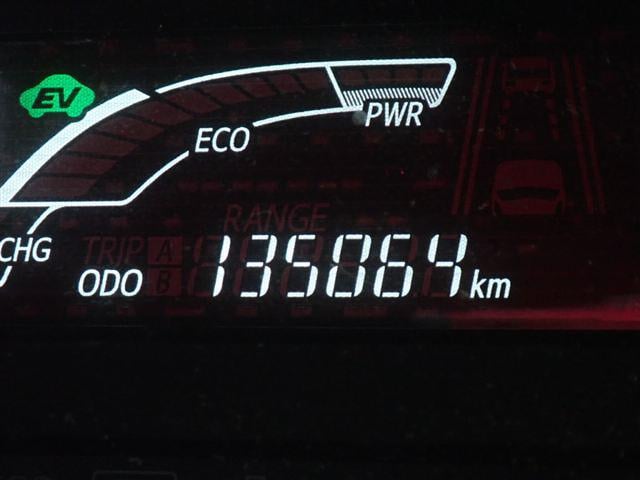 EV
ECO
PWR
CHG
RANGE
TRIP A
B
ODO 135064 km